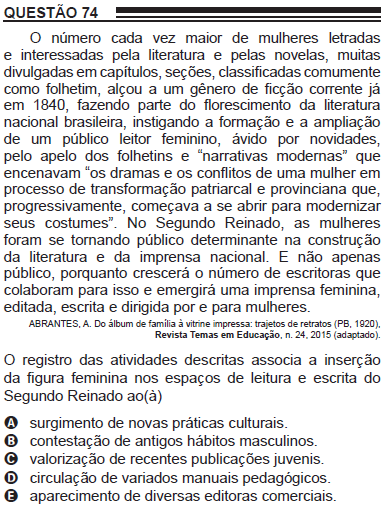 QUESTÃO 74
O número cada vez maior de mulheres letradas
e interessadas pela literatura e pelas novelas, muitas
divulgadas em capítulos, seções, classificadas comumente
como folhetim, alçou a um gênero de ficção corrente já
em 1840, fazendo parte do florescimento da literatura
nacional brasileira, instigando a formação e a ampliação
de um público leitor feminino, ávido por novidades,
pelo apelo dos folhetins e “narrativas modernas” que
encenavam “os dramas e os conflitos de uma mulher em
processo de transformação patriarcal e provinciana que,
progressivamente, começava a se abrir para modernizar
seus costumes”. No Segundo Reinado, as mulheres
foram se tornando público determinante na construção
da literatura e da imprensa nacional. E não apenas
público, porquanto crescerá o número de escritoras que
colaboram para isso e emergirá uma imprensa feminina,
editada, escrita e dirigida por e para mulheres.
ABRANTES, A. Do álbum de família à vitrine impressa: trajetos de retratos (PB, 1920),
Revista Temas em Educação, n. 24, 2015 (adaptado).
O registro das atividades descritas associa a inserção
da figura feminina nos espaços de leitura e escrita do
Segundo Reinado ao(à)
A surgimento de novas práticas culturais.
B contestação de antigos hábitos masculinos.
C valorização de recentes publicações juvenis.
D circulação de variados manuais pedagógicos.
E aparecimento de diversas editoras comerciais.